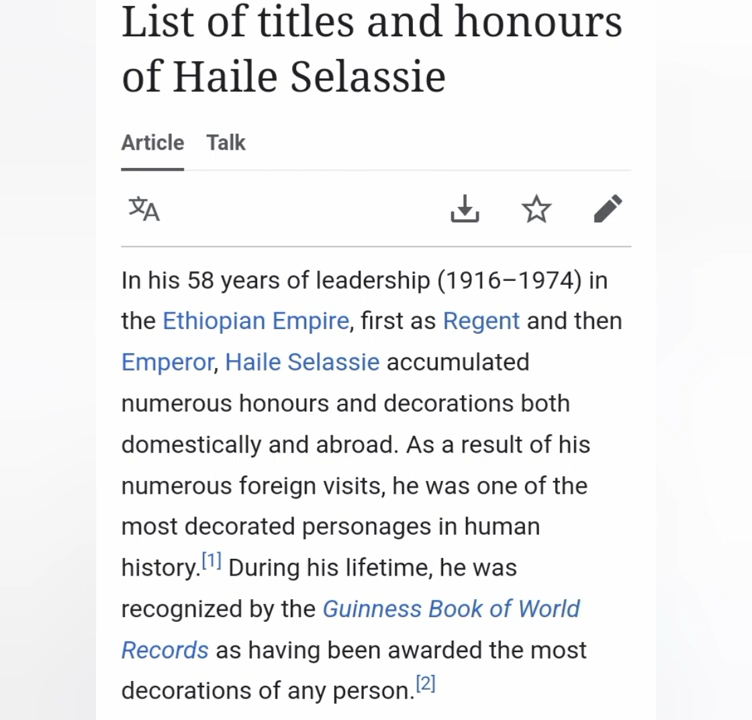 List of titles and honours
of Haile Selassie
Article Talk
文A
In his 58 years of leadership (1916–1974) in
the Ethiopian Empire, first as Regent and then
Emperor, Haile Selassie accumulated
numerous honours and decorations both
domestically and abroad. As a result of his
numerous foreign visits, he was one of the
most decorated personages in human
history.[1] During his lifetime, he was
recognized by the Guinness Book of World
Records as having been awarded the most
decorations of any person.[2]